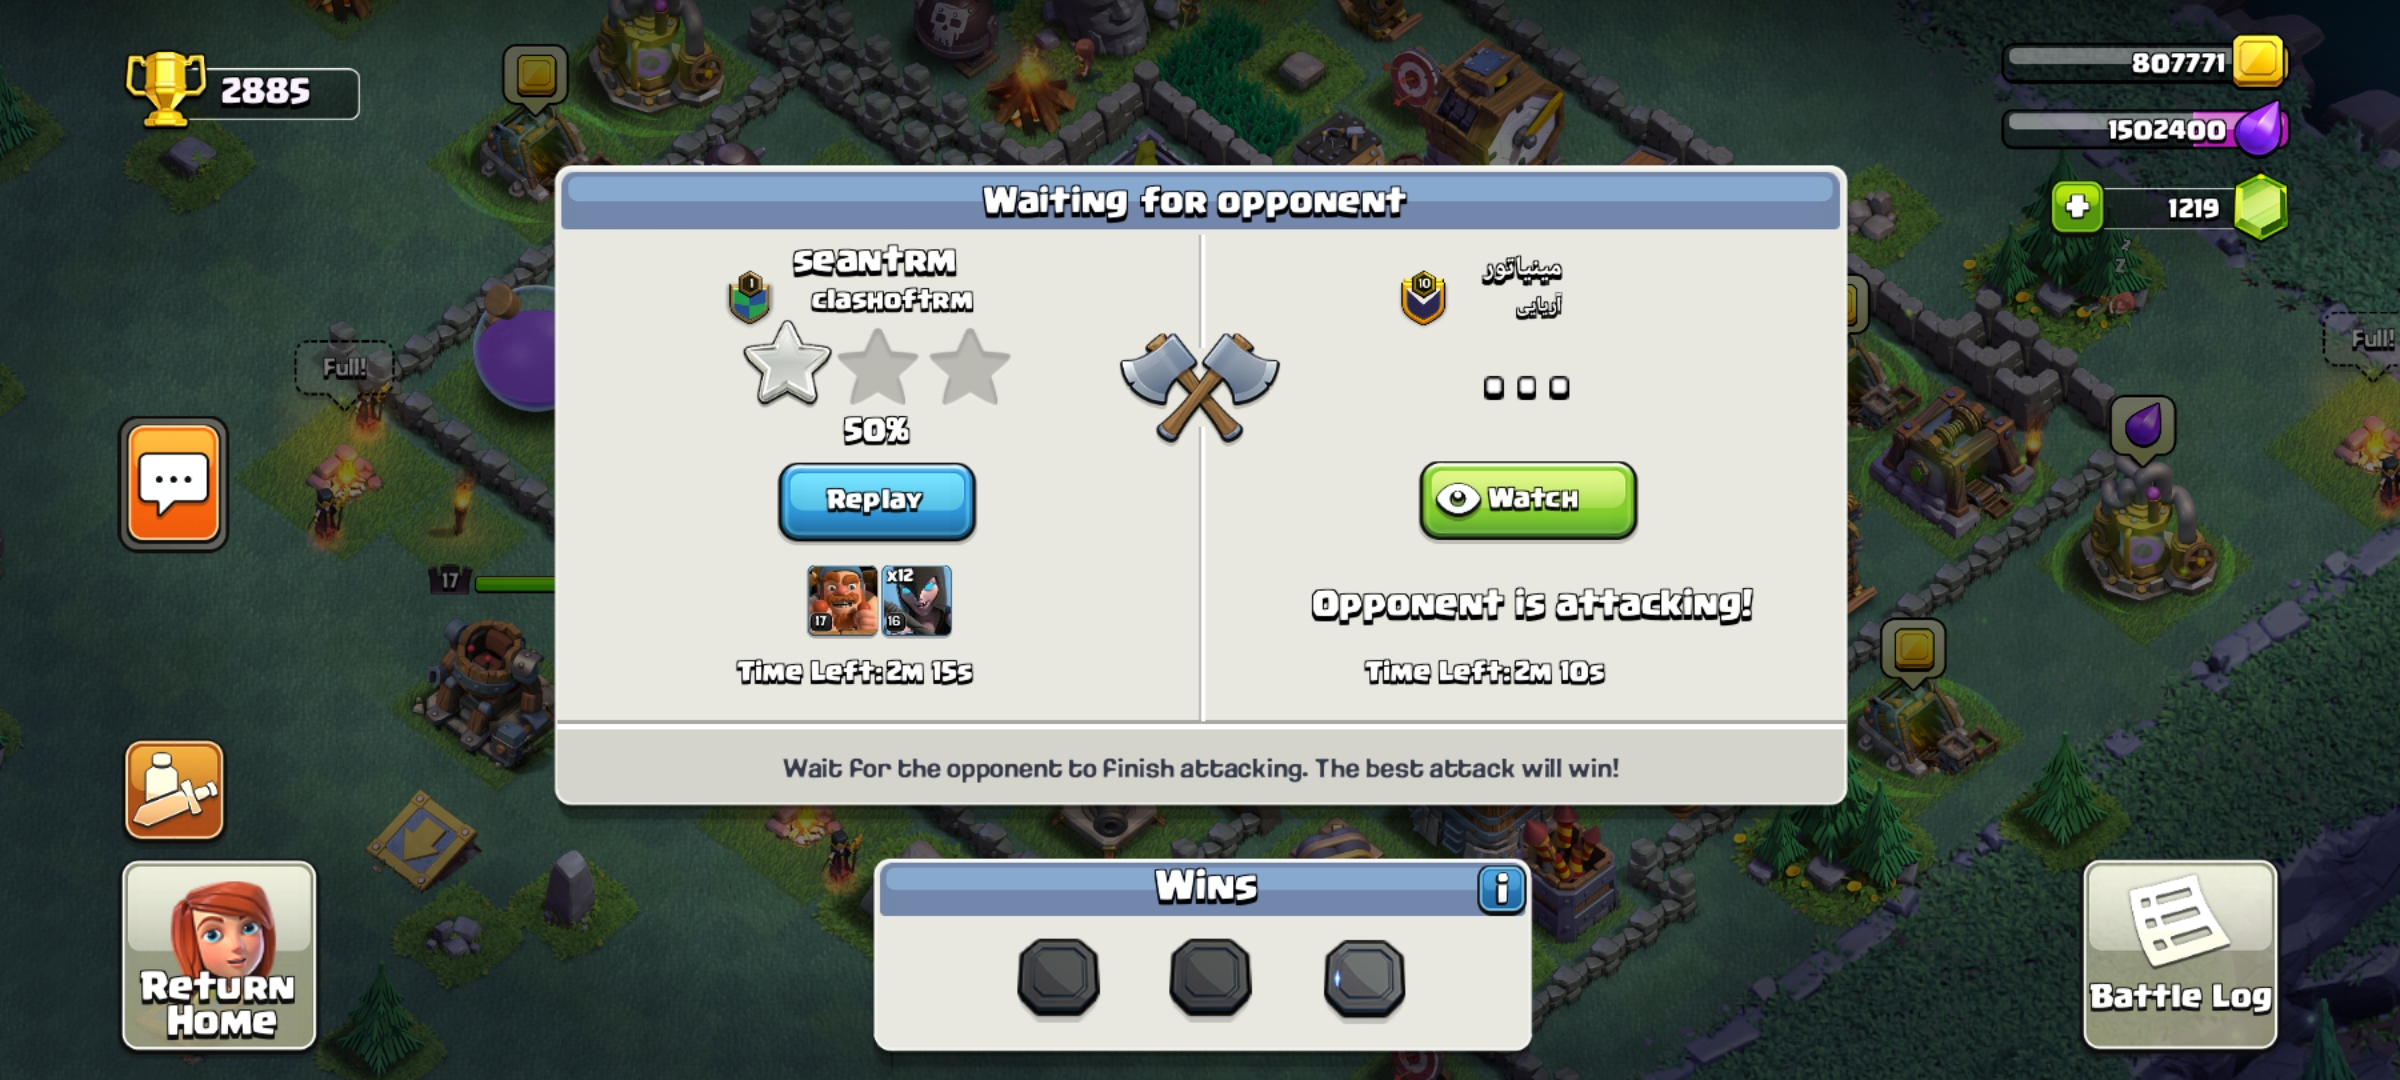 2885
807771
1502400
1219
Waiting for opponent
seantrm
clashoftrm
1
50%
Replay
17
x12
16
Time Left: 2m 15s
مینیاتور
آریایی
10
Watch
Opponent is attacking!
Time Left: 2m 10s
Wait for the opponent to finish attacking. The best attack will win!
Full!
Full!
z
z
17
Wins
i
Return
Home
Battle Log